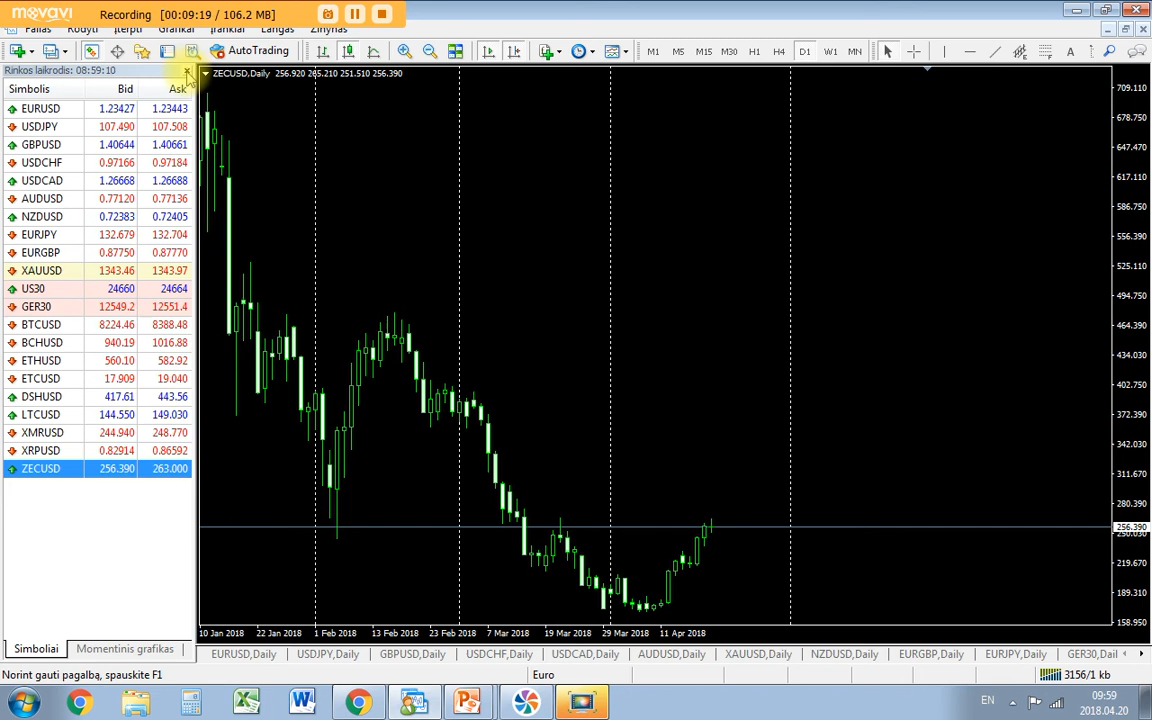 movavi Recording (00:09:19 / 106.2 MB)
Failas Rodyti Įterpti Grafikai Įrankiai Langas Žinynas
AutoTrading M1 M5 M15 M30 H1 H4 D1 W1 MN
Rinkos laikrodis: 08:59:10
Simbolis Bid Ask
EURUSD 1.23427 1.23443
USDJPY 107.490 107.508
GBPUSD 1.40644 1.40661
USDCHF 0.97166 0.97184
USDCAD 1.26668 1.26688
AUDUSD 0.77120 0.77136
NZDUSD 0.72383 0.72405
EURJPY 132.679 132.704
EURGBP 0.87750 0.87770
XAUUSD 1343.46 1343.97
US30 24660 24664
GER30 12549.2 12551.4
BTCUSD 8224.46 8388.48
BCHUSD 940.19 1016.88
ETHUSD 560.10 582.92
ETCUSD 17.909 19.040
DSHUSD 417.61 443.56
LTCUSD 144.550 149.030
XMRUSD 244.940 248.770
XRPUSD 0.82914 0.86592
ZECUSD 256.390 263.000
Simboliai Momentinis grafikas
ZECUSD,Daily 256.920 265.210 251.510 256.390
709.110
678.750
647.470
617.110
586.750
556.390
525.110
494.750
464.390
434.030
402.750
372.390
342.030
311.670
280.390
256.390
250.030
219.670
189.310
158.950
10 Jan 2018 22 Jan 2018 1 Feb 2018 13 Feb 2018 23 Feb 2018 7 Mar 2018 19 Mar 2018 29 Mar 2018 11 Apr 2018
EURUSD,Daily USDJPY,Daily GBPUSD,Daily USDCHF,Daily USDCAD,Daily AUDUSD,Daily XAUUSD,Daily NZDUSD,Daily EURGBP,Daily EURJPY,Daily GER30,Dail
Norint gauti pagalbą, spauskite F1 Euro 3156/1 kb
EN 09:59
2018.04.20